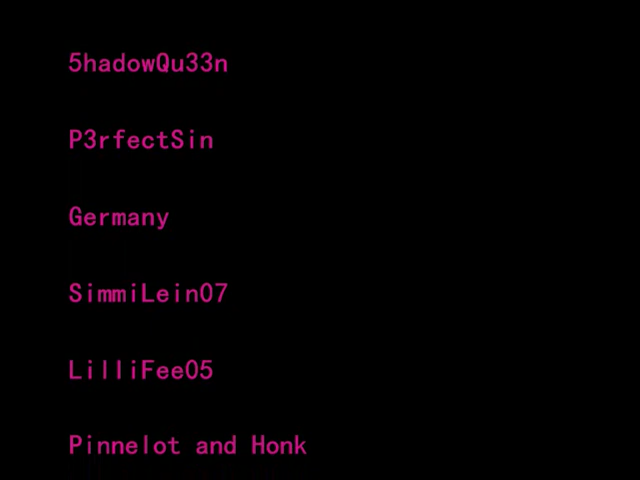 5hadowQu33n
P3rfectSin
Germany
SimmiLein07
LilliFee05
Pinnelot and Honk